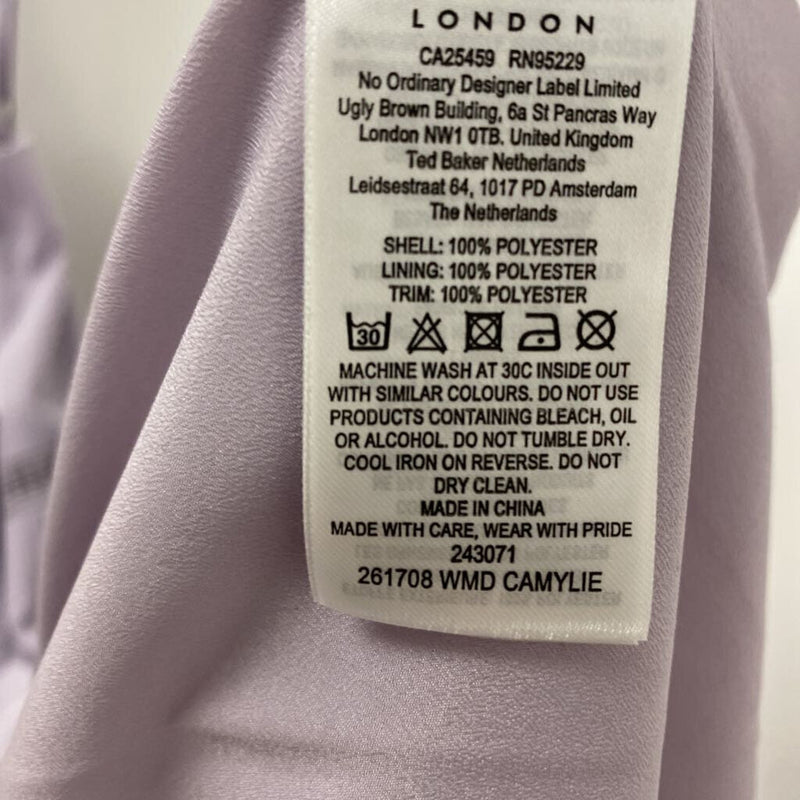 LONDON
CA25459 RN95229
No Ordinary Designer Label Limited
Ugly Brown Building, 6a St Pancras Way
London NW1 0TB. United Kingdom
Ted Baker Netherlands
Leidsestraat 64, 1017 PD Amsterdam
The Netherlands
SHELL: 100% POLYESTER
LINING: 100% POLYESTER
TRIM: 100% POLYESTER
30
MACHINE WASH AT 30C INSIDE OUT
WITH SIMILAR COLOURS. DO NOT USE
PRODUCTS CONTAINING BLEACH, OIL
OR ALCOHOL. DO NOT TUMBLE DRY.
COOL IRON ON REVERSE. DO NOT
DRY CLEAN.
MADE IN CHINA
MADE WITH CARE, WEAR WITH PRIDE
243071
261708 WMD CAMYLIE